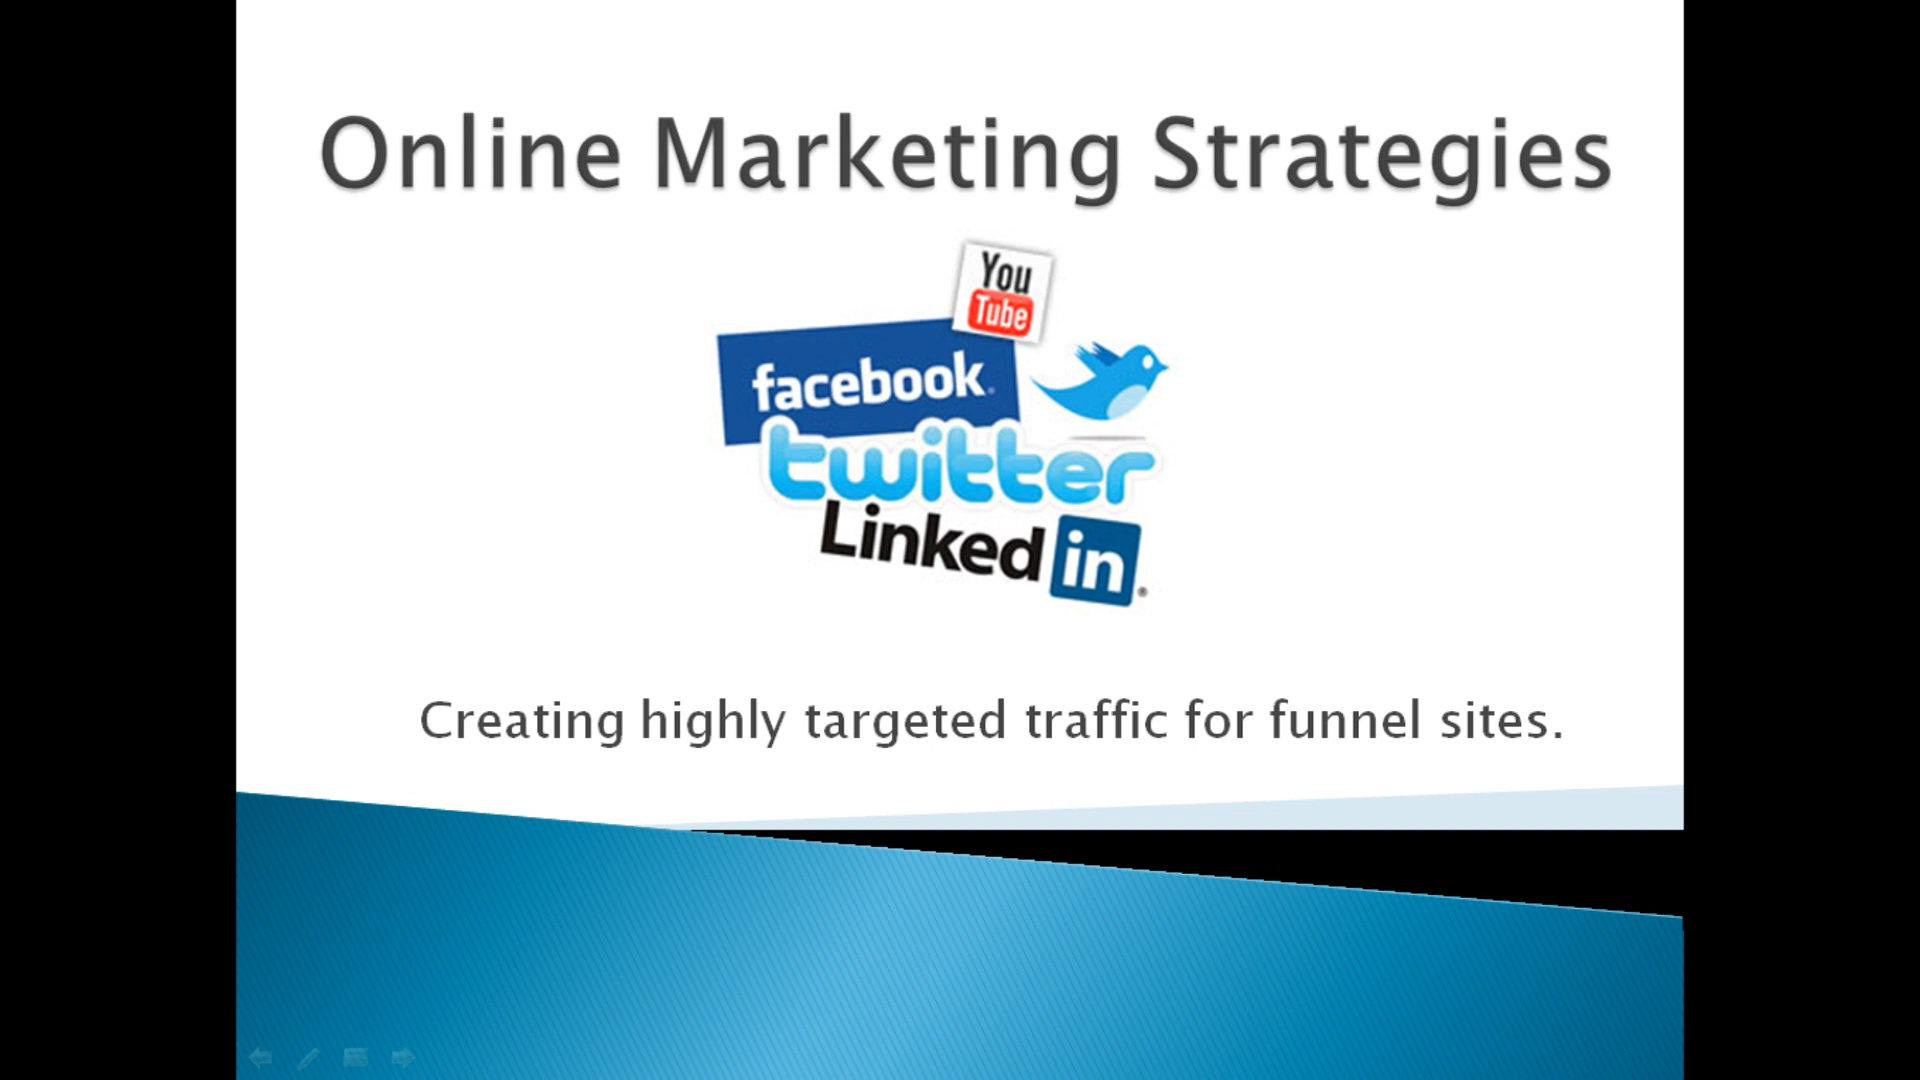 Online Marketing Strategies
You
Tube
facebook
twitter
Linked in
Creating highly targeted traffic for funnel sites.